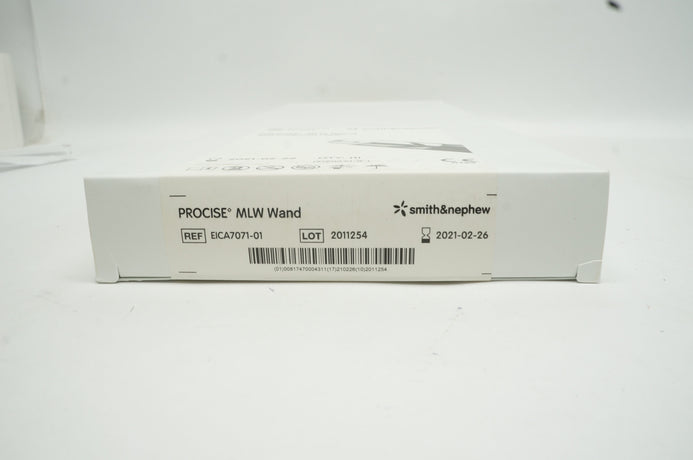 PROCISE® MLW Wand
smith&nephew
REF EICA7071-01 LOT 2011254 2021-02-26
(01)00817470004311(17)210226(10)2011254